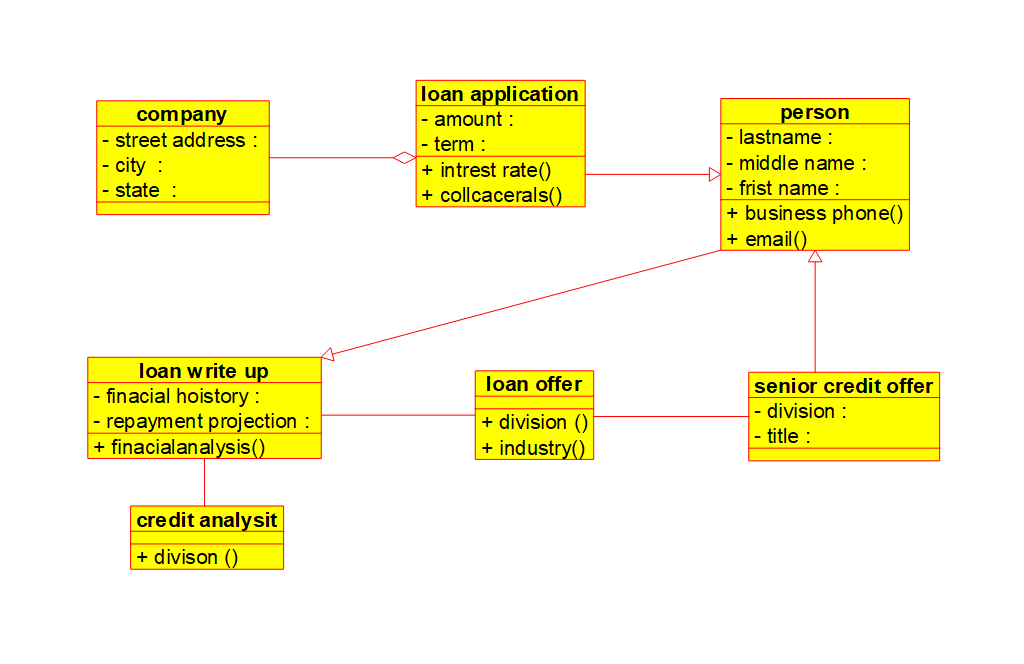 company
- street address :
- city :
- state :
loan application
- amount :
- term :
+ intrest rate()
+ collcacerals()
person
- lastname :
- middle name :
- frist name :
+ business phone()
+ email()
loan write up
- finacial hoistory :
- repayment projection :
+ finacialanalysis()
loan offer
+ division ()
+ industry()
senior credit offer
- division :
- title :
credit analysit
+ divison ()